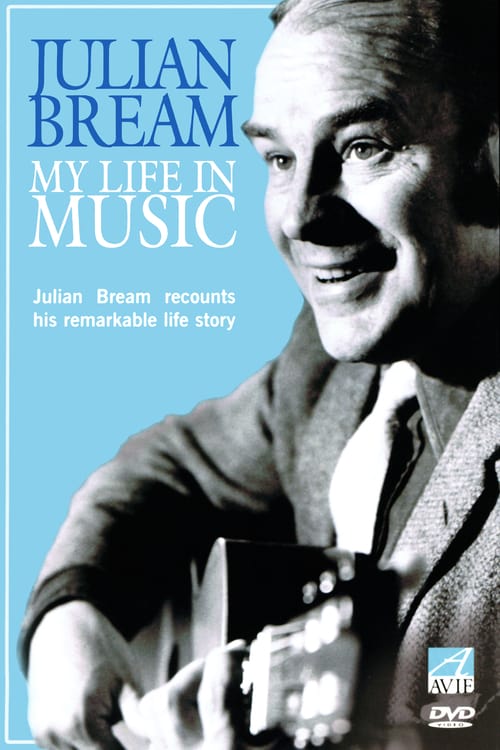 JULIAN
BREAM
MY LIFE IN
MUSIC
Julian Bream recounts
his remarkable life story
A
AVIE
DVD
VIDEO